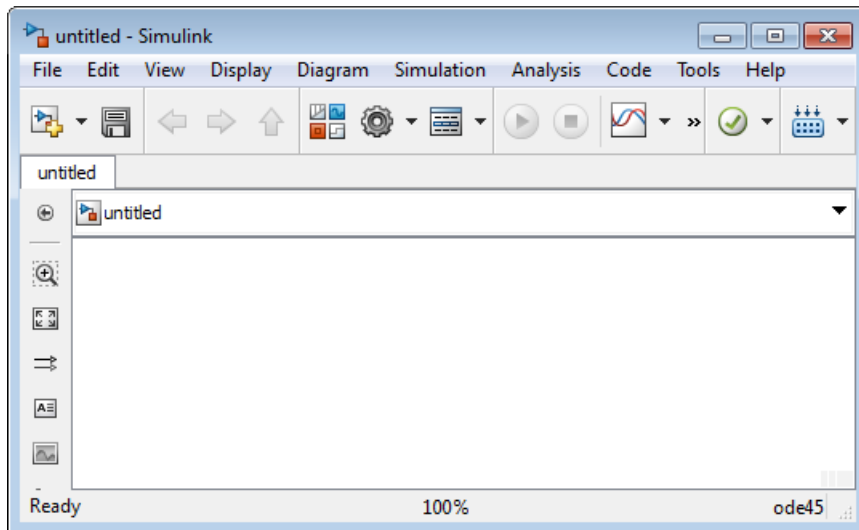 untitled - Simulink
File Edit View Display Diagram Simulation Analysis Code Tools Help
»
untitled
untitled
Ready 100% ode45